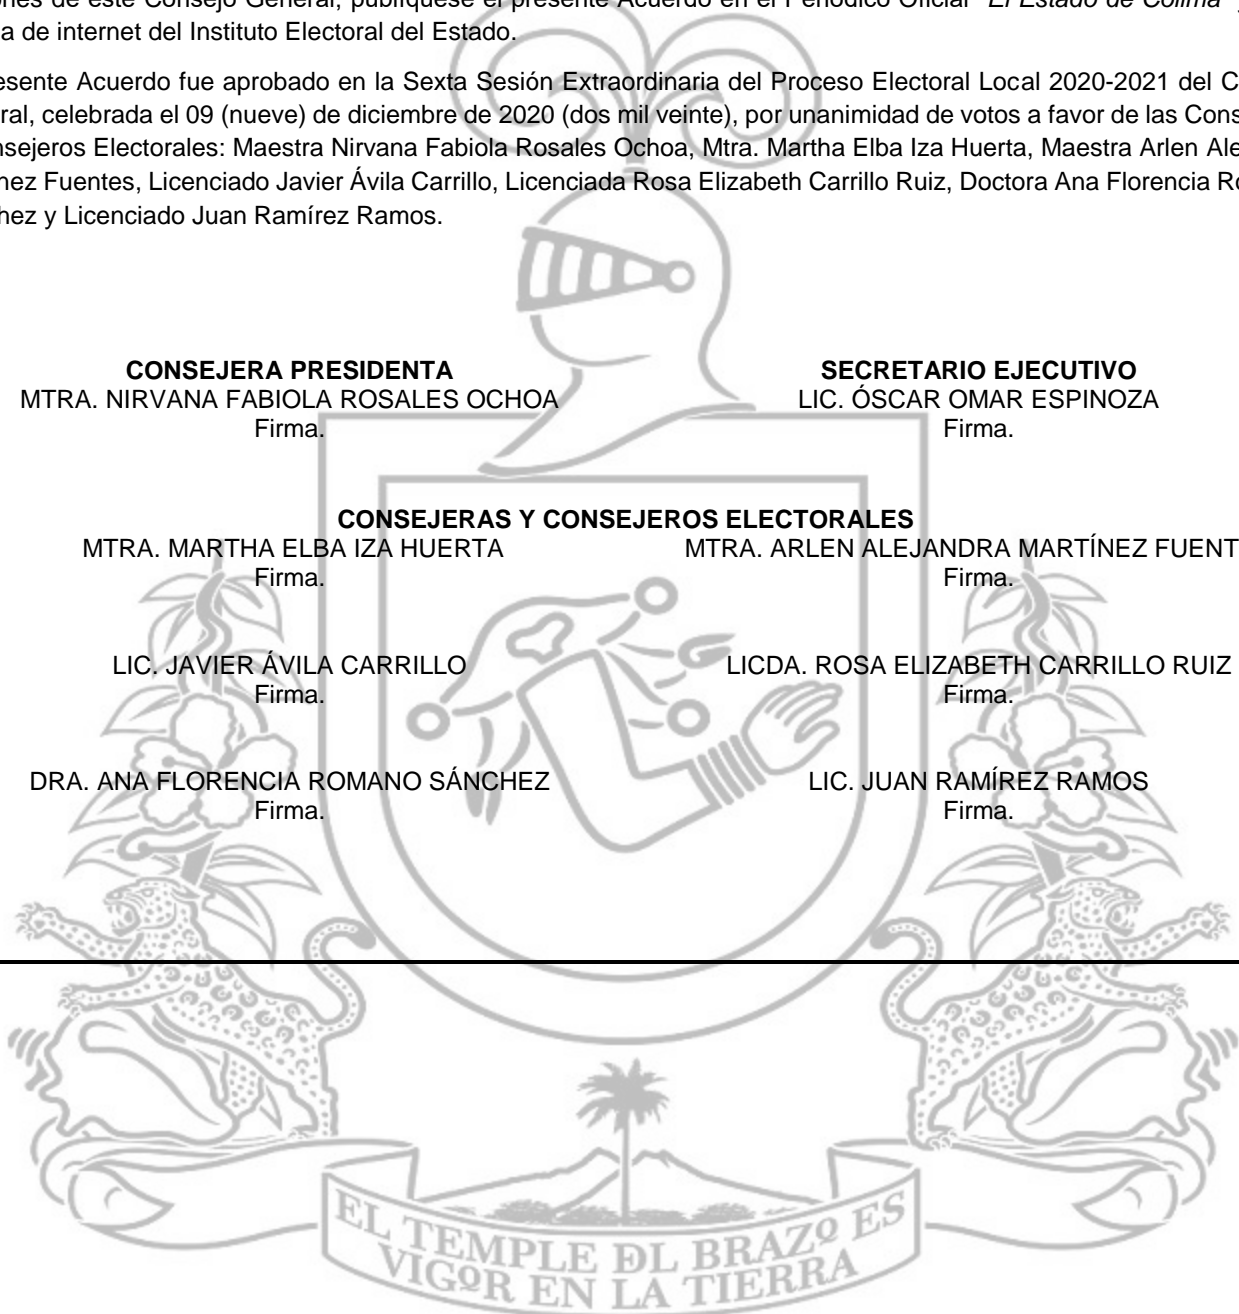 ones de este Consejo General, publíquese el presente Acuerdo en el Periódico Oficial "El Estado de Colima" y
a de internet del Instituto Electoral del Estado.
esente Acuerdo fue aprobado en la Sexta Sesión Extraordinaria del Proceso Electoral Local 2020-2021 del C
ral, celebrada el 09 (nueve) de diciembre de 2020 (dos mil veinte), por unanimidad de votos a favor de las Cons
nsejeros Electorales: Maestra Nirvana Fabiola Rosales Ochoa, Mtra. Martha Elba Iza Huerta, Maestra Arlen Ale
nez Fuentes, Licenciado Javier Ávila Carrillo, Licenciada Rosa Elizabeth Carrillo Ruiz, Doctora Ana Florencia Ro
hez y Licenciado Juan Ramírez Ramos.
CONSEJERA PRESIDENTA SECRETARIO EJECUTIVO
MTRA. NIRVANA FABIOLA ROSALES OCHOA LIC. ÓSCAR OMAR ESPINOZA
Firma. Firma.
CONSEJERAS Y CONSEJEROS ELECTORALES
MTRA. MARTHA ELBA IZA HUERTA MTRA. ARLEN ALEJANDRA MARTÍNEZ FUENT
Firma. Firma.
LIC. JAVIER ÁVILA CARRILLO LICDA. ROSA ELIZABETH CARRILLO RUIZ
Firma. Firma.
DRA. ANA FLORENCIA ROMANO SÁNCHEZ LIC. JUAN RAMÍREZ RAMOS
Firma. Firma.
EL TEMPLE DL BRAZO ES
VIGOR EN LA TIERRA